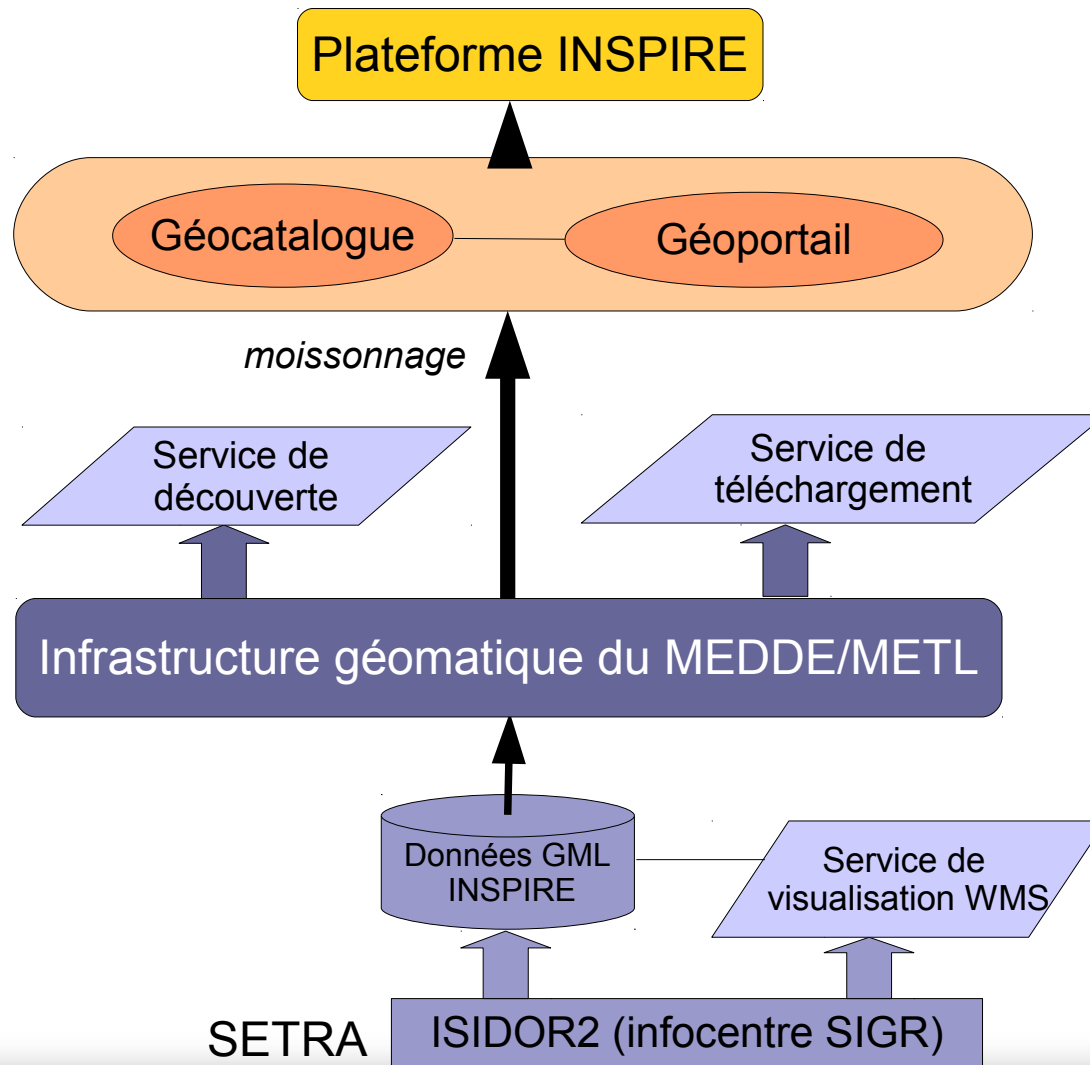 Plateforme INSPIRE
Géocatalogue
Géoportail
moissonnage
Service de
découverte
Service de
téléchargement
Infrastructure géomatique du MEDDE/METL
Données GML
INSPIRE
Service de
visualisation WMS
SETRA
ISIDOR2 (infocentre SIGR)